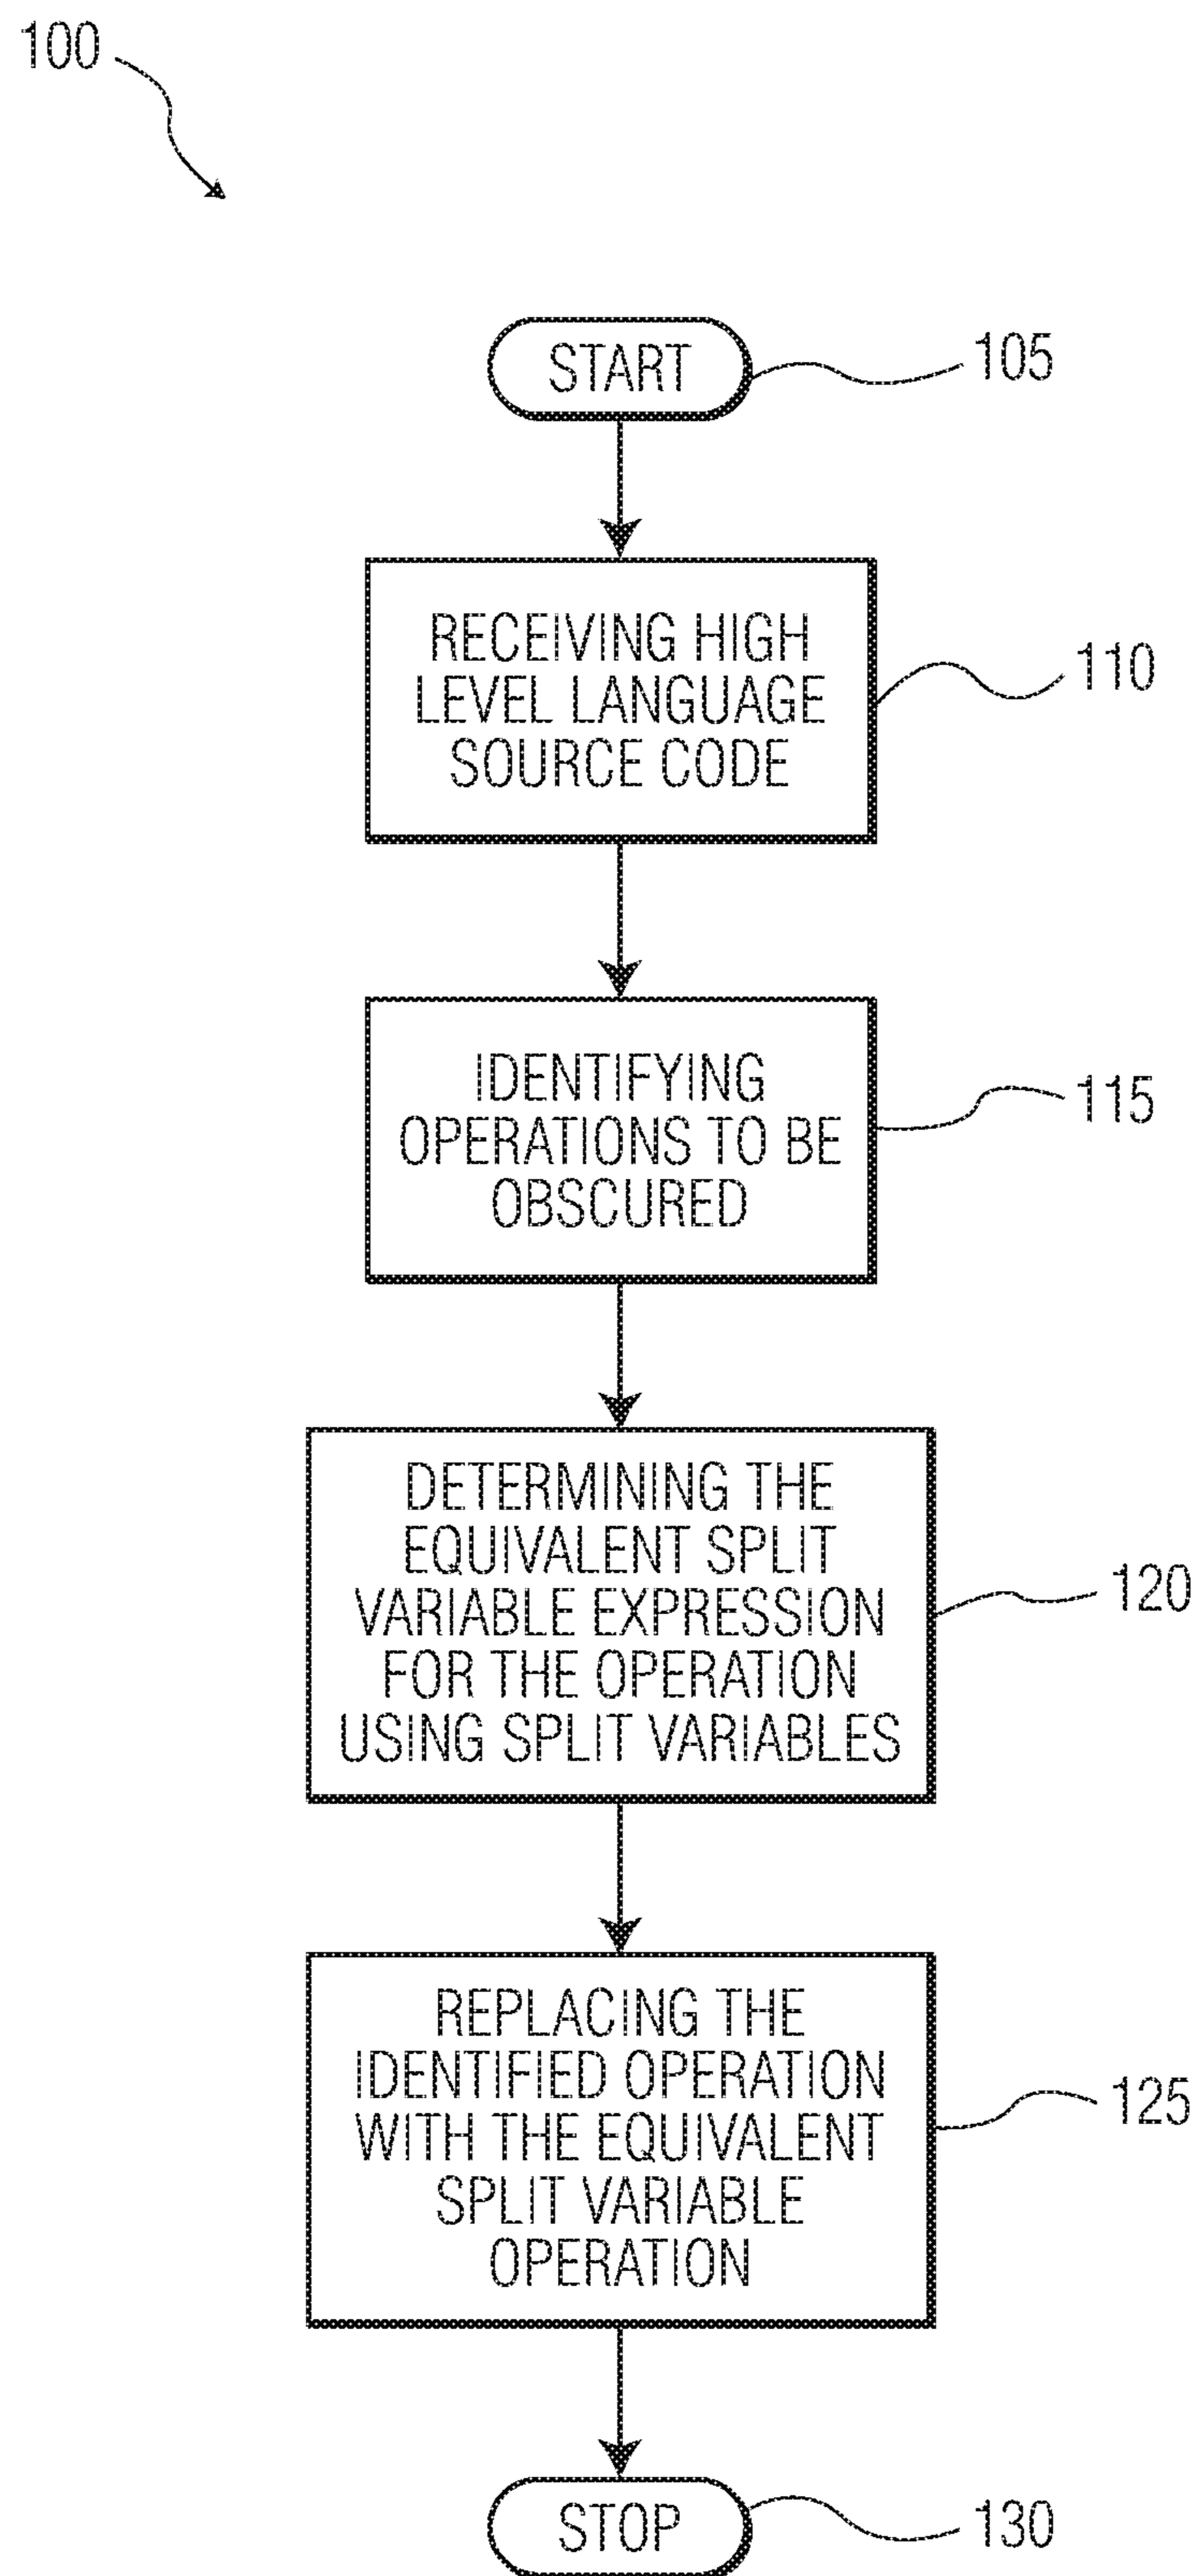 100
START
105
RECEIVING HIGH
LEVEL LANGUAGE
SOURCE CODE
110
IDENTIFYING
OPERATIONS TO BE
OBSCURED
115
DETERMINING THE
EQUIVALENT SPLIT
VARIABLE EXPRESSION
FOR THE OPERATION
USING SPLIT VARIABLES
120
REPLACING THE
IDENTIFIED OPERATION
WITH THE EQUIVALENT
SPLIT VARIABLE
OPERATION
125
STOP
130